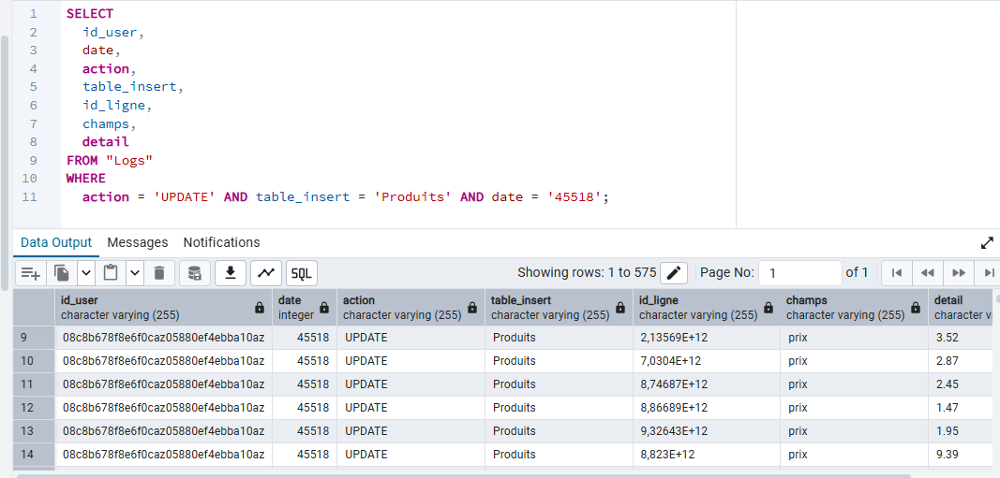 1 SELECT
2 id_user,
3 date,
4 action,
5 table_insert,
6 id_ligne,
7 champs,
8 detail
9 FROM "Logs"
10 WHERE
11 action = 'UPDATE' AND table_insert = 'Produits' AND date = '45518';
Data Output Messages Notifications
SQL Showing rows: 1 to 575 Page No: 1 of 1
id_user date action table_insert id_ligne champs detail
character varying (255) integer character varying (255) character varying (255) character varying (255) character varying (255) character v
9 08c8b678f8e6f0caz05880ef4ebba10az 45518 UPDATE Produits 2,13569E+12 prix 3.52
10 08c8b678f8e6f0caz05880ef4ebba10az 45518 UPDATE Produits 7,0304E+12 prix 2.87
11 08c8b678f8e6f0caz05880ef4ebba10az 45518 UPDATE Produits 8,74687E+12 prix 2.45
12 08c8b678f8e6f0caz05880ef4ebba10az 45518 UPDATE Produits 8,86689E+12 prix 1.47
13 08c8b678f8e6f0caz05880ef4ebba10az 45518 UPDATE Produits 9,32643E+12 prix 1.95
14 08c8b678f8e6f0caz05880ef4ebba10az 45518 UPDATE Produits 8,823E+12 prix 9.39